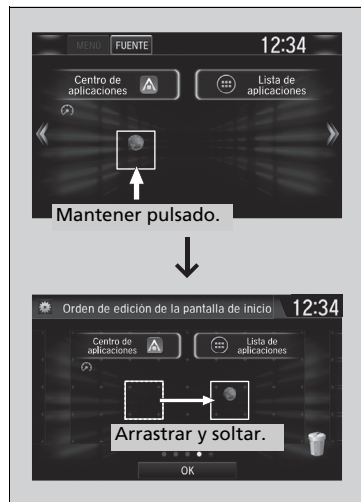 MENÚ FUENTE 12:34
Centro de
aplicaciones
Lista de
aplicaciones
Mantener pulsado.
Orden de edición de la pantalla de inicio 12:34
Centro de
aplicaciones
Lista de
aplicaciones
Arrastrar y soltar.
OK